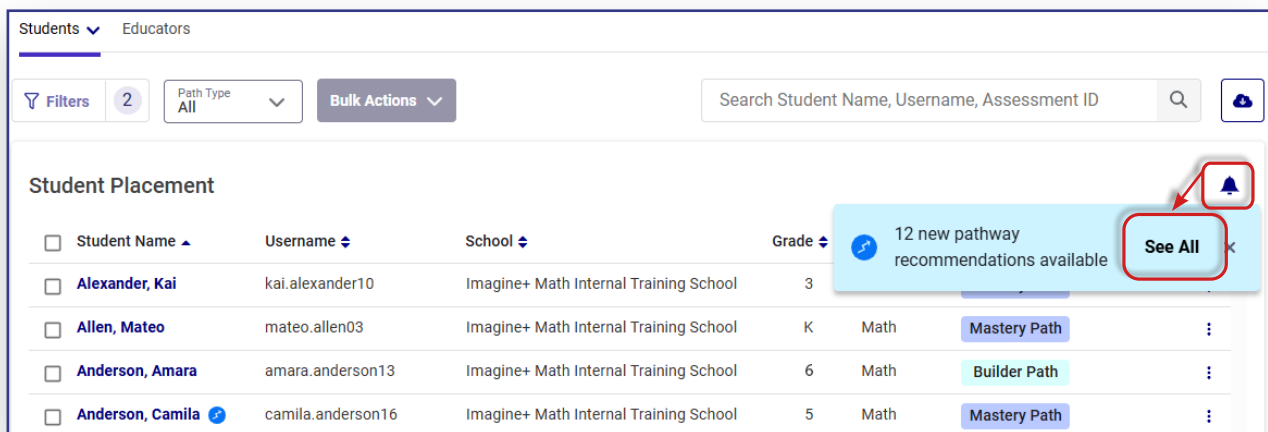 Students Educators
Filters 2 Path Type All Bulk Actions Search Student Name, Username, Assessment ID
Student Placement
12 new pathway
recommendations available
See All
Student Name Username School Grade
Alexander, Kai kai.alexander10 Imagine+ Math Internal Training School 3
Allen, Mateo mateo.allen03 Imagine+ Math Internal Training School K Math Mastery Path
Anderson, Amara amara.anderson13 Imagine+ Math Internal Training School 6 Math Builder Path
Anderson, Camila camila.anderson16 Imagine+ Math Internal Training School 5 Math Mastery Path